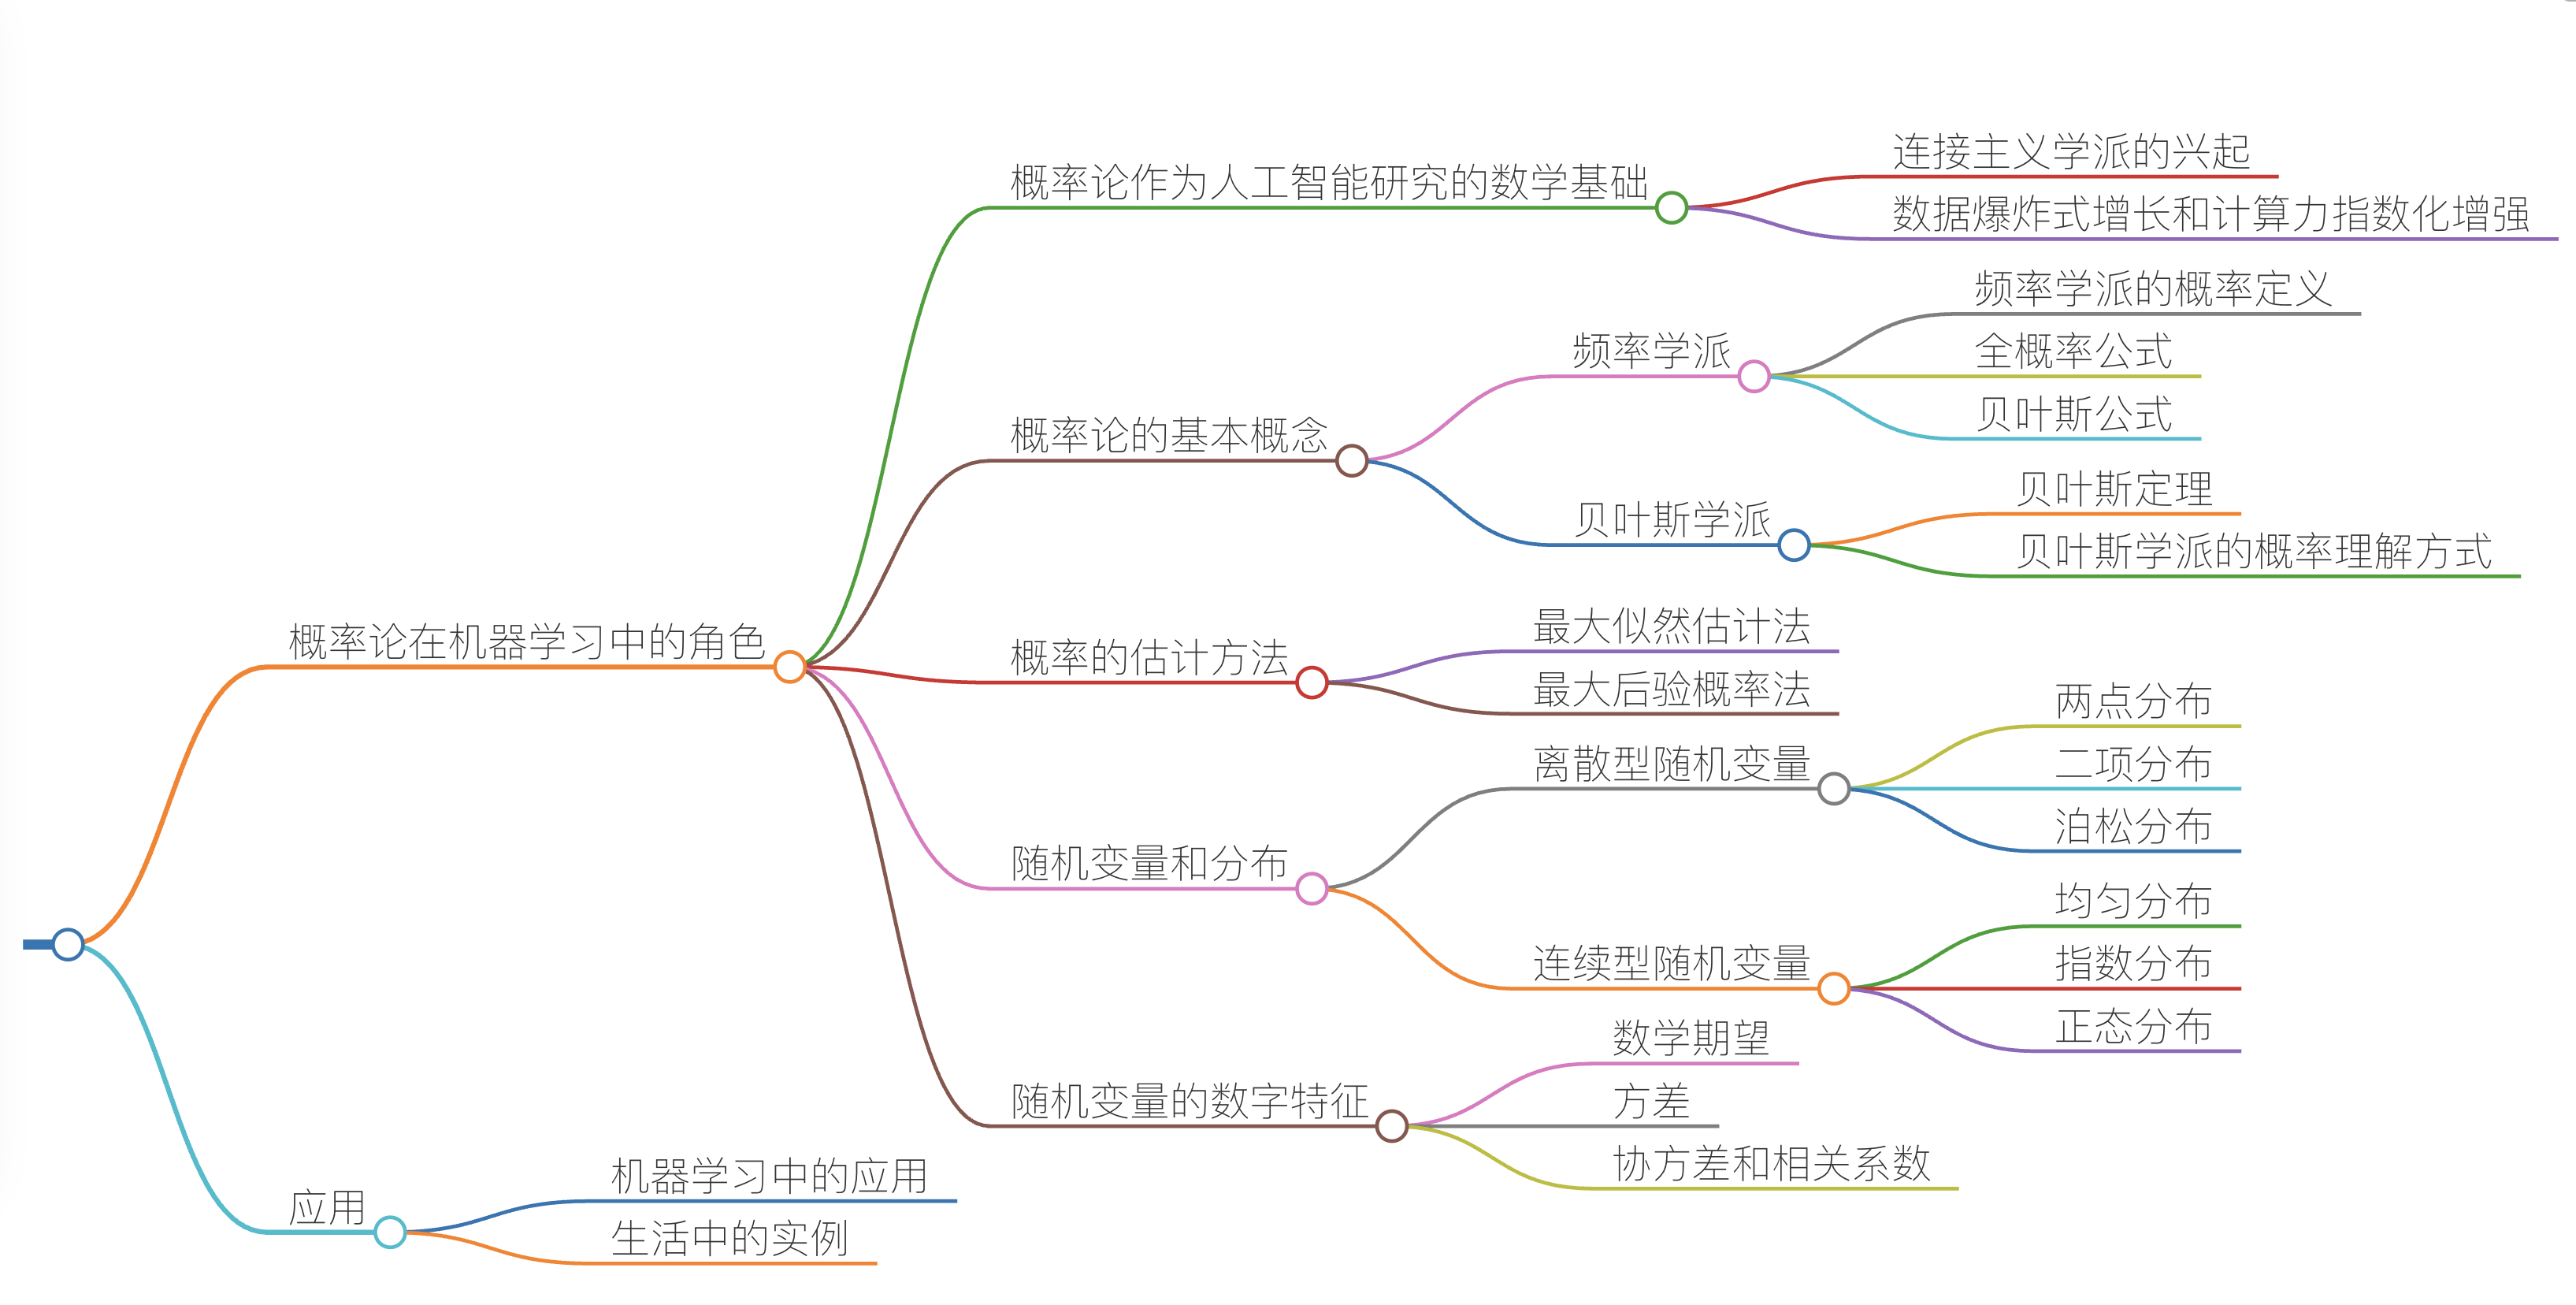 概率论在机器学习中的角色
概率论作为人工智能研究的数学基础
连接主义学派的兴起
数据爆炸式增长和计算力指数化增强
概率论的基本概念
频率学派
频率学派的概率定义
全概率公式
贝叶斯公式
贝叶斯学派
贝叶斯定理
贝叶斯学派的概率理解方式
概率的估计方法
最大似然估计法
最大后验概率法
随机变量和分布
离散型随机变量
两点分布
二项分布
泊松分布
连续型随机变量
均匀分布
指数分布
正态分布
随机变量的数字特征
数学期望
方差
协方差和相关系数
应用
机器学习中的应用
生活中的实例